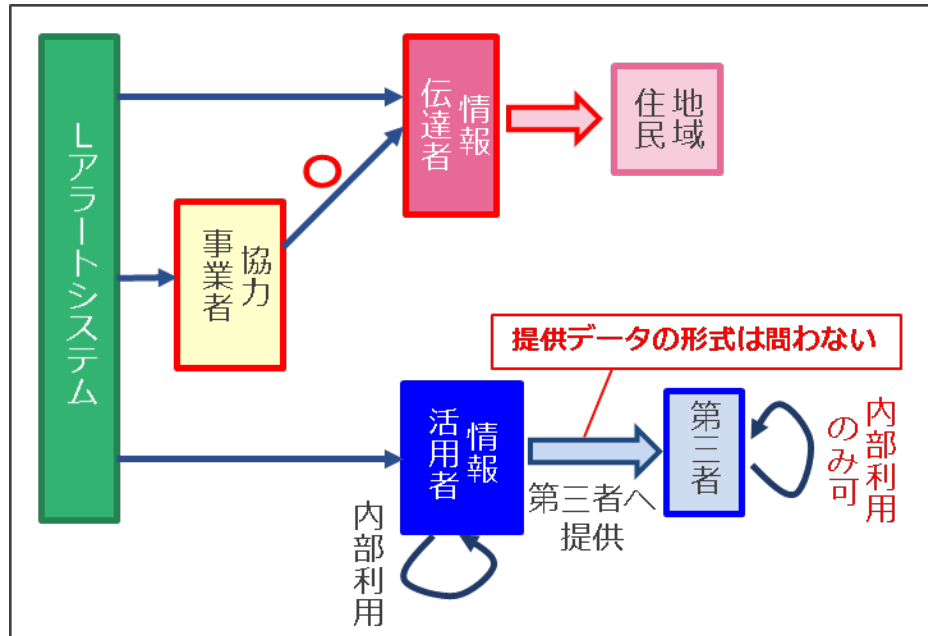 Lアラートシステム
情報
伝達者
地域
住民
協力
事業者
提供データの形式は問わない
情報
活用者
第三者へ
提供
第三者
内部利用
のみ可
内部利用